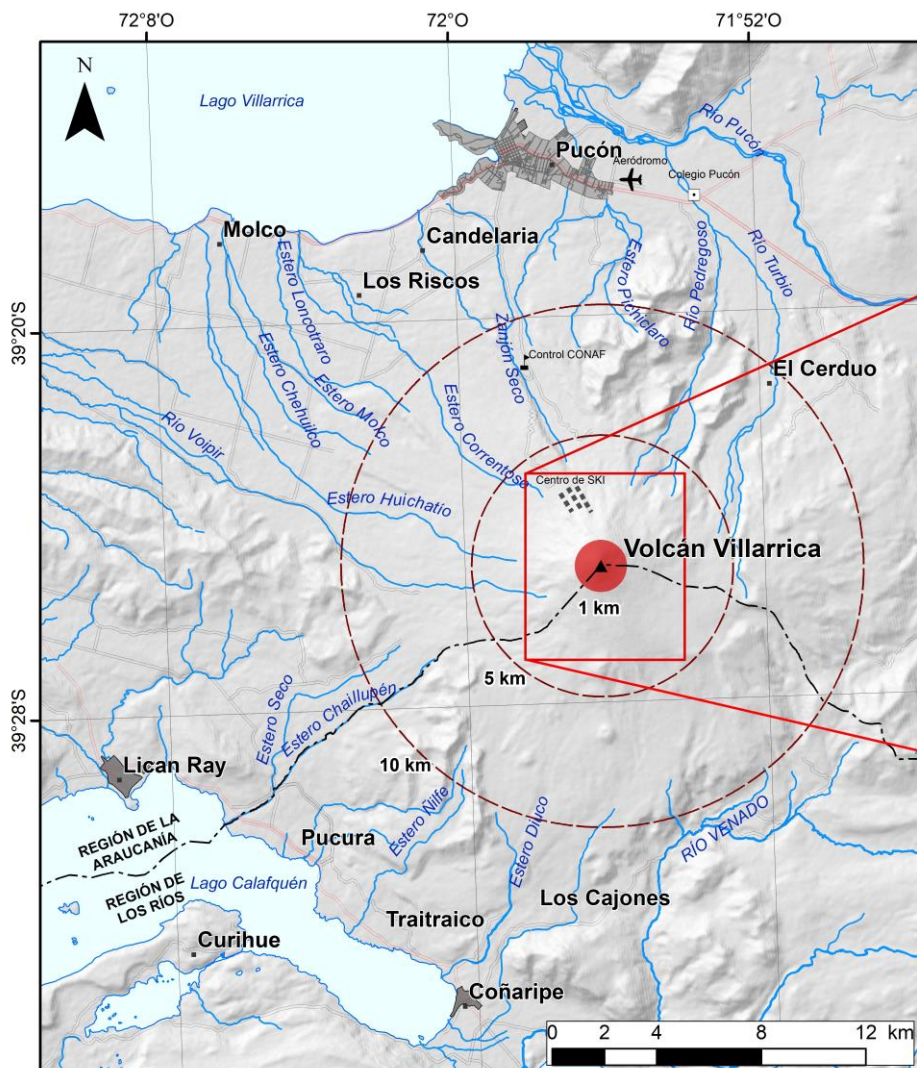 72°8'O
72°O
71°52'O
N
Lago Villarrica
Río Pucón
Pucón
Aeródromo
Colegio Pucón
Molco
Candelaria
Los Riscos
Estero Loncotraro
Estero Pichiclaro
Río Pedregoso
Río Turbio
39°20'S
Zanjón Seco
Control CONAF
El Cerduo
Estero Chehuilco
Estero Molco
Estero Correntoso
Río Voipir
Centro de SKI
Estero Huichatio
Volcán Villarrica
1 km
5 km
39°28'S
Estero Seco
Estero Chaillupén
10 km
Lican Ray
Estero Ñilfe
Pucura
Estero Diuco
RÍO VENADO
REGIÓN DE LA
ARAUCANÍA
REGIÓN DE
LOS RÍOS
Lago Calafquén
Los Cajones
Traitraico
Curihue
Coñaripe
0 2 4 8 12 km